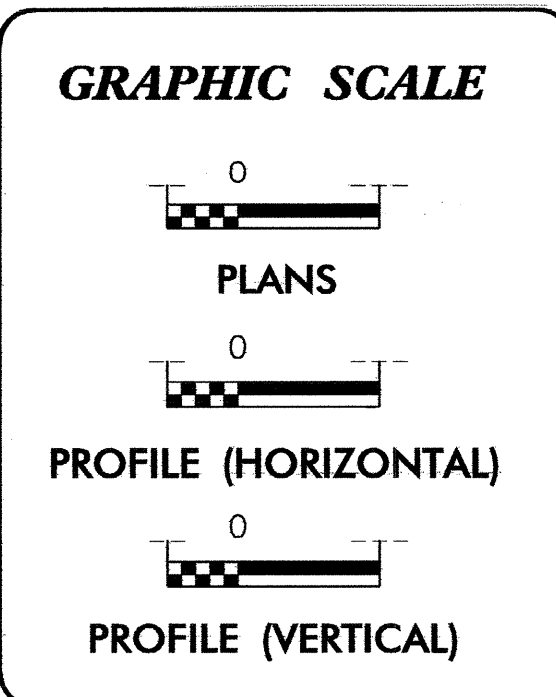 GRAPHIC SCALE
0
PLANS
0
PROFILE (HORIZONTAL)
0
PROFILE (VERTICAL)